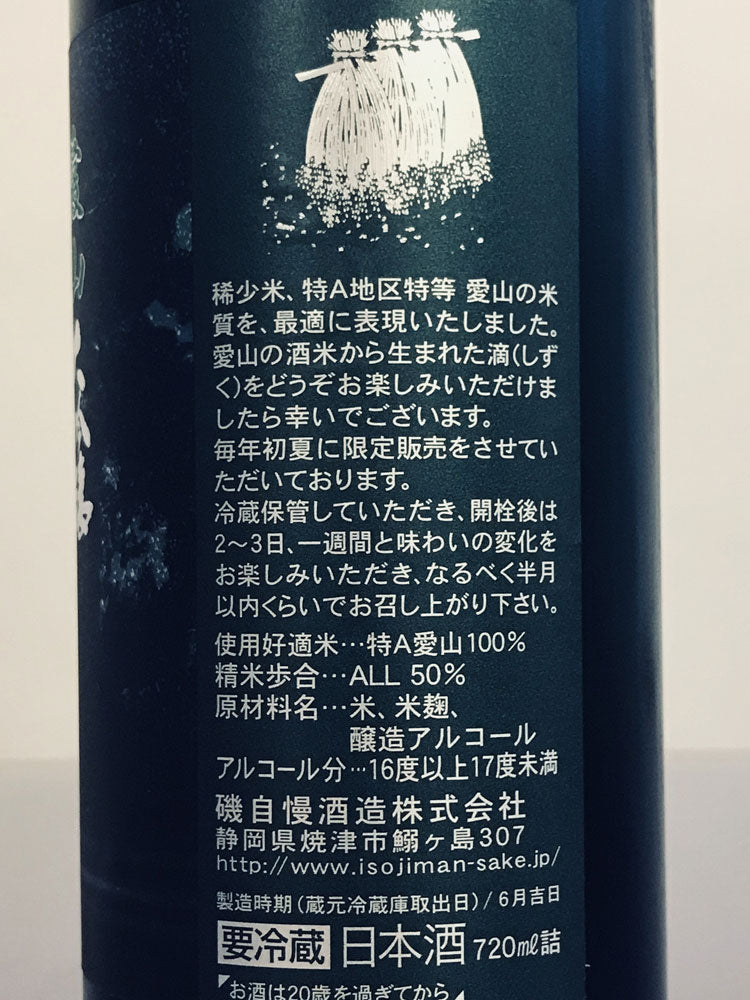 稀少米、特A地区特等 愛山の米
質を、最適に表現いたしました。
愛山の酒米から生まれた滴(しず
く)をどうぞお楽しみいただけま
したら幸いでございます。
毎年初夏に限定販売をさせてい
ただいております。
冷蔵保管していただき、開栓後は
2〜3日、一週間と味わいの変化を
お楽しみいただき、なるべく半月
以内くらいでお召し上がり下さい。
使用好適米…特A愛山100%
精米歩合…ALL 50%
原材料名…米、米麹、
醸造アルコール
アルコール分…16度以上17度未満
磯自慢酒造株式会社
静岡県焼津市鰯ヶ島307
http://www.isojiman-sake.jp/
製造時期(蔵元冷蔵庫取出日)/6月吉日
要冷蔵 日本酒 720ml詰
お酒は20歳を過ぎてから